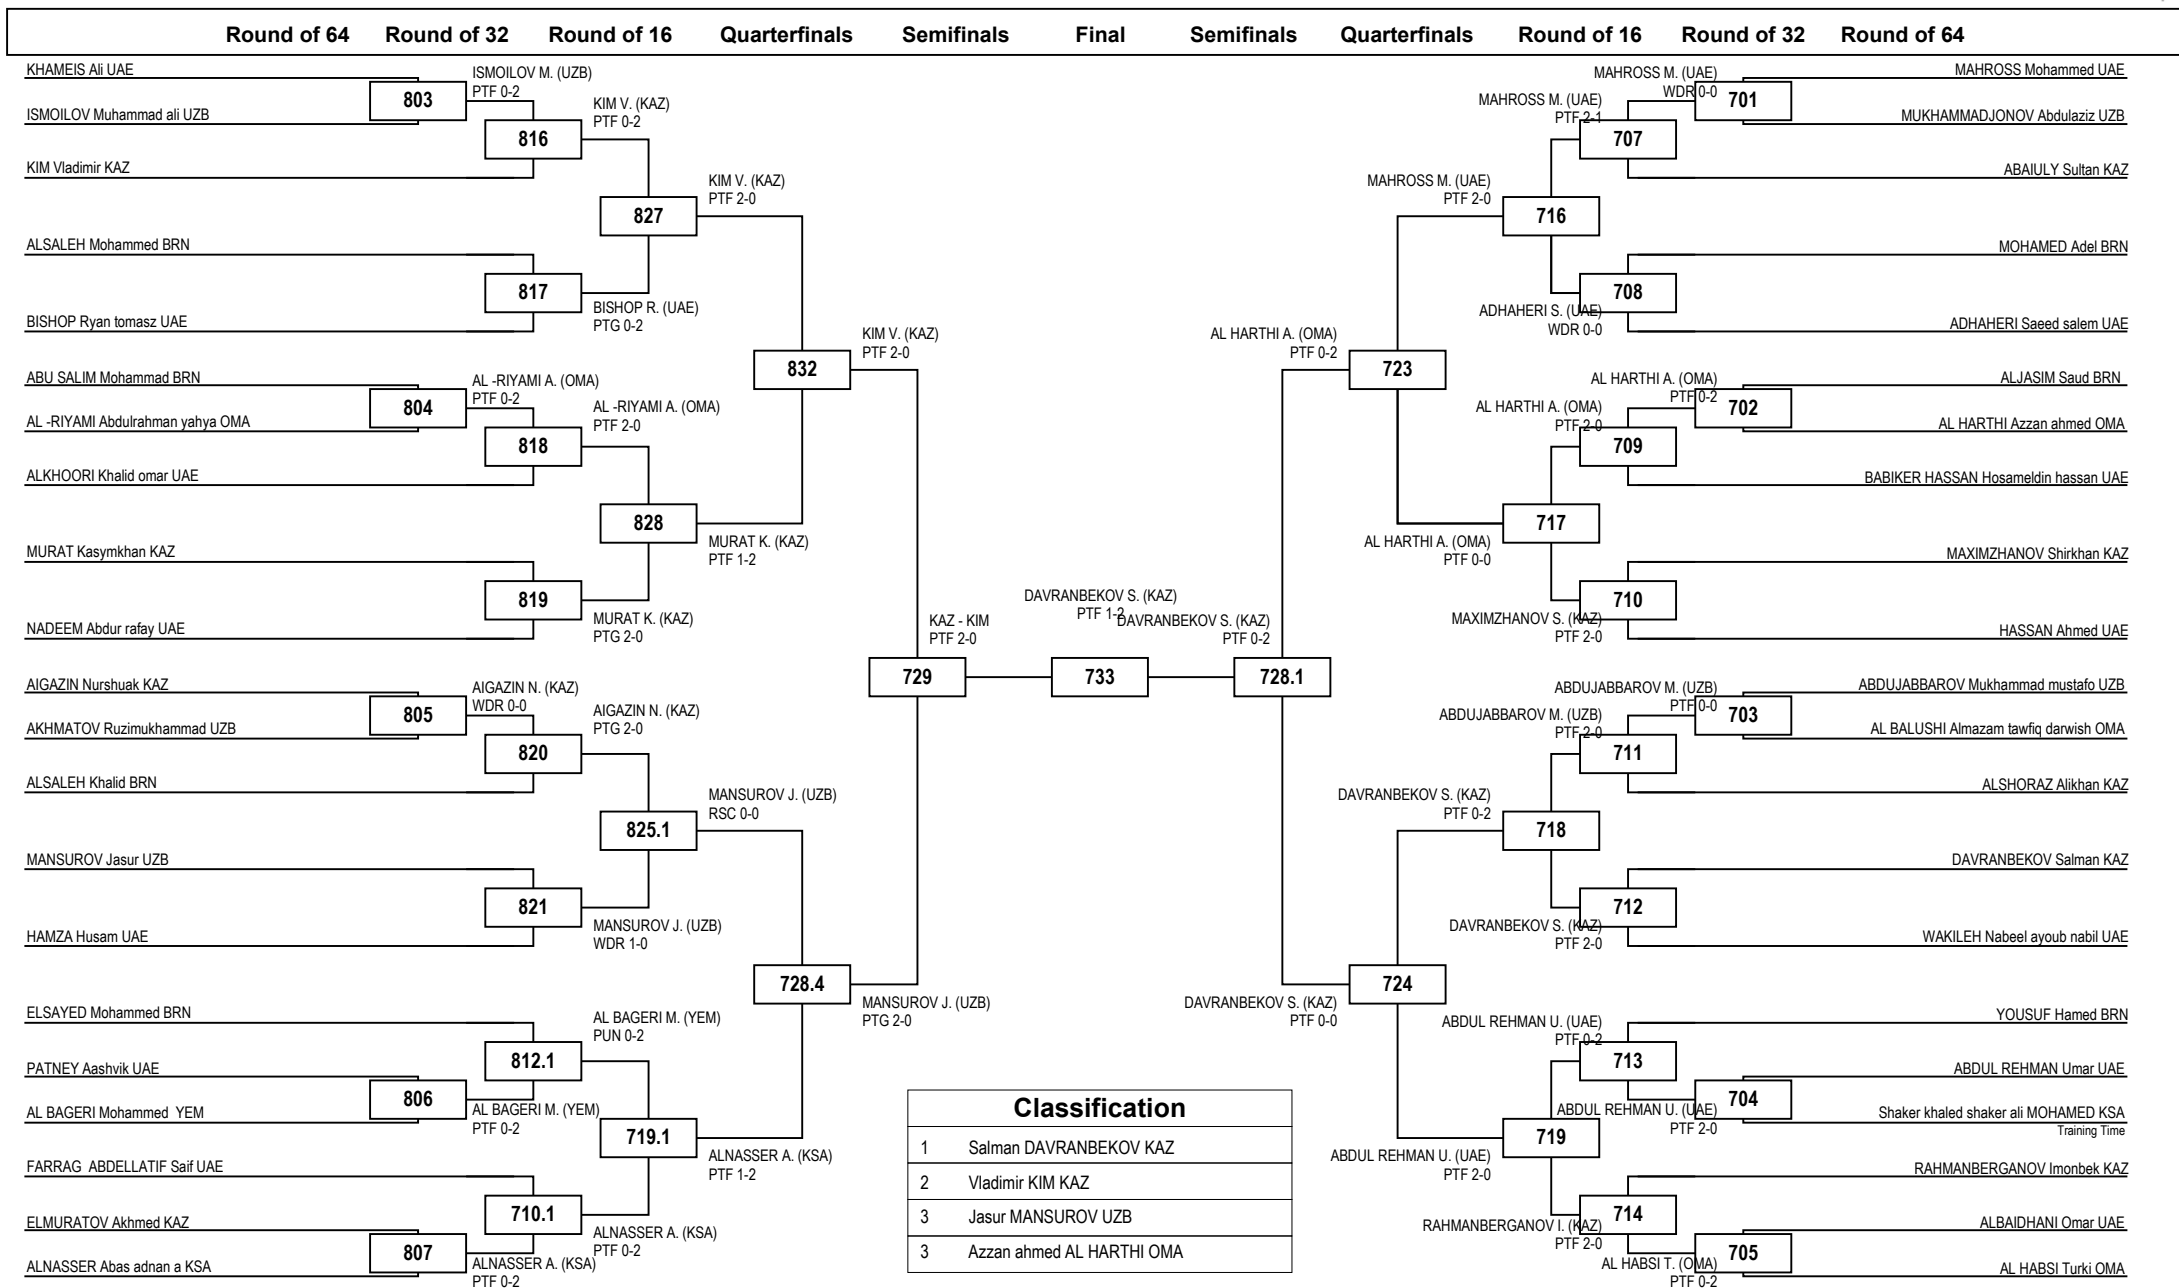 Round of 64 Round of 32 Round of 16 Quarterfinals Semifinals Final Semifinals Quarterfinals Round of 16 Round of 32 Round of 64
KHAMEIS Ali UAE
803
ISMOILOV M. (UZB)
PTF 0-2
ISMOILOV Muhammad ali UZB
816
KIM V. (KAZ)
PTF 0-2
KIM Vladimir KAZ
827
KIM V. (KAZ)
PTF 2-0
ALSALEH Mohammed BRN
817
BISHOP R. (UAE)
PTG 0-2
BISHOP Ryan tomasz UAE
832
KIM V. (KAZ)
PTF 2-0
ABU SALIM Mohammad BRN
804
AL -RIYAMI A. (OMA)
PTF 0-2
AL -RIYAMI Abdulrahman yahya OMA
818
AL -RIYAMI A. (OMA)
PTF 2-0
ALKHOORI Khalid omar UAE
828
MURAT K. (KAZ)
PTF 1-2
MURAT Kasymkhan KAZ
819
MURAT K. (KAZ)
PTG 2-0
NADEEM Abdur rafay UAE
KAZ - KIM
PTF 2-0
729
AIGAZIN Nurshuak KAZ
805
AIGAZIN N. (KAZ)
WDR 0-0
AKHMATOV Ruzimukhammad UZB
820
AIGAZIN N. (KAZ)
PTG 2-0
ALSALEH Khalid BRN
825.1
MANSUROV J. (UZB)
RSC 0-0
MANSUROV Jasur UZB
821
MANSUROV J. (UZB)
WDR 1-0
HAMZA Husam UAE
728.4
MANSUROV J. (UZB)
PTG 2-0
ELSAYED Mohammed BRN
812.1
AL BAGERI M. (YEM)
PUN 0-2
PATNEY Aashvik UAE
806
AL BAGERI M. (YEM)
PTF 0-2
AL BAGERI Mohammed YEM
719.1
ALNASSER A. (KSA)
PTF 1-2
FARRAG ABDELLATIF Saif UAE
710.1
ALNASSER A. (KSA)
PTF 0-2
ELMURATOV Akhmed KAZ
807
ALNASSER A. (KSA)
PTF 0-2
ALNASSER Abas adnan a KSA
DAVRANBEKOV S. (KAZ)
PTF 1-2
733
DAVRANBEKOV S. (KAZ)
PTF 0-2
728.1
MAHROSS Mohammed UAE
MAHROSS M. (UAE)
WDR 0-0
701
MUKHAMMADJONOV Abdulaziz UZB
MAHROSS M. (UAE)
PTF 2-1
707
ABAIULY Sultan KAZ
MAHROSS M. (UAE)
PTF 2-0
716
MOHAMED Adel BRN
708
ADHAHERI S. (UAE)
WDR 0-0
ADHAHERI Saeed salem UAE
AL HARTHI A. (OMA)
PTF 0-2
723
ALJASIM Saud BRN
AL HARTHI A. (OMA)
PTF 0-2
702
AL HARTHI Azzan ahmed OMA
AL HARTHI A. (OMA)
PTF 2-0
709
BABIKER HASSAN Hosameldin hassan UAE
717
AL HARTHI A. (OMA)
PTF 0-0
MAXIMZHANOV Shirkhan KAZ
710
MAXIMZHANOV S. (KAZ)
PTF 2-0
HASSAN Ahmed UAE
ABDUJABBAROV Mukhammad mustafo UZB
ABDUJABBAROV M. (UZB)
PTF 0-0
703
AL BALUSHI Almazam tawfiq darwish OMA
ABDUJABBAROV M. (UZB)
PTF 2-0
711
ALSHORAZ Alikhan KAZ
DAVRANBEKOV S. (KAZ)
PTF 0-2
718
DAVRANBEKOV Salman KAZ
712
DAVRANBEKOV S. (KAZ)
PTF 2-0
WAKILEH Nabeel ayoub nabil UAE
724
DAVRANBEKOV S. (KAZ)
PTF 0-0
YOUSUF Hamed BRN
ABDUL REHMAN U. (UAE)
PTF 0-2
713
ABDUL REHMAN Umar UAE
704
ABDUL REHMAN U. (UAE)
PTF 2-0
Shaker khaled shaker ali MOHAMED KSA
Training Time
719
ABDUL REHMAN U. (UAE)
PTF 2-0
RAHMANBERGANOV Imonbek KAZ
714
RAHMANBERGANOV I. (KAZ)
PTF 2-0
ALBAIDHANI Omar UAE
705
AL HABSI T. (OMA)
PTF 0-2
AL HABSI Turki OMA
Classification
1 Salman DAVRANBEKOV KAZ
2 Vladimir KIM KAZ
3 Jasur MANSUROV UZB
3 Azzan ahmed AL HARTHI OMA